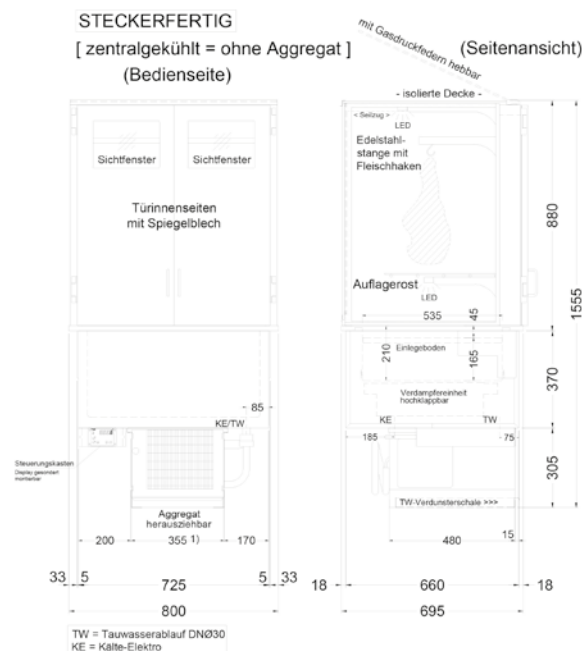 STECKERFERTIG
[ zentralgekühlt = ohne Aggregat ]
(Bedienseite)
mit Gasdruckfedern hebbar
(Seitenansicht)
- isolierte Decke -
< Seilzug >
LED
Edelstahl-
stange mit
Fleischhaken
Sichtfenster
Sichtfenster
Türinnenseiten
mit Spiegelblech
880
1555
Auflagerost
LED
535
45
210
Einlegeboden
165
370
Verdampfereinheit
hochklappbar
85
KE/TW
KE
TW
185
75
Steuerungskasten
Display gesondert
montierbar
305
TW-Verdunsterschale >>>
Aggregat
herausziehbar
15
200
355 1)
170
480
33
5
725
5
33
18
660
18
800
695
TW = Tauwasserablauf DNØ30
KE = Kälte-Elektro